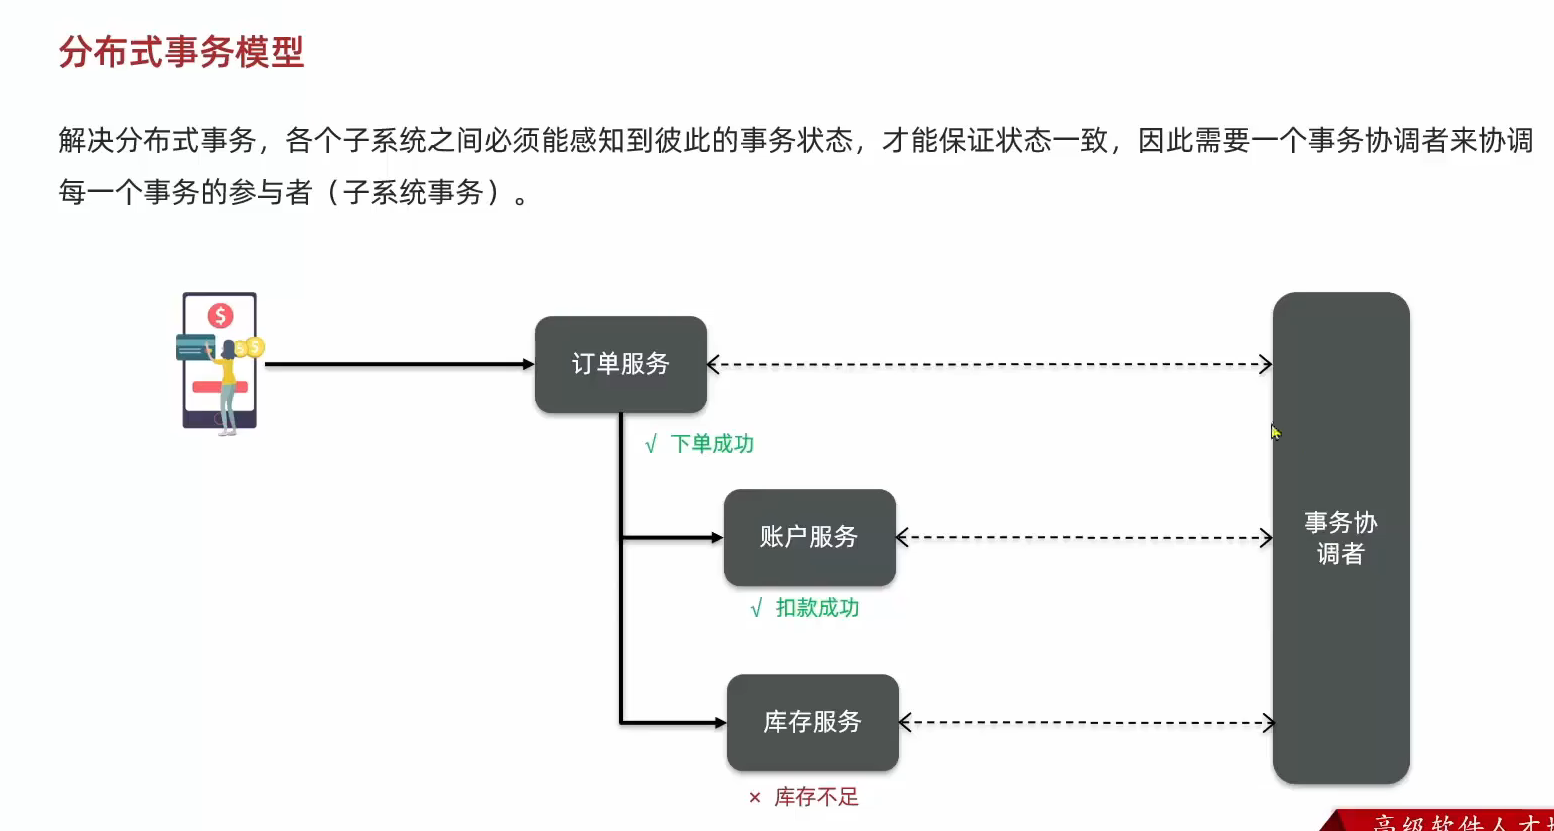 分布式事务模型
解决分布式事务，各个子系统之间必须能感知到彼此的事务状态，才能保证状态一致，因此需要一个事务协调者来协调
每一个事务的参与者（子系统事务）。
$
$
订单服务
√ 下单成功
账户服务
√ 扣款成功
事务协
调者
库存服务
× 库存不足
高级软件人才